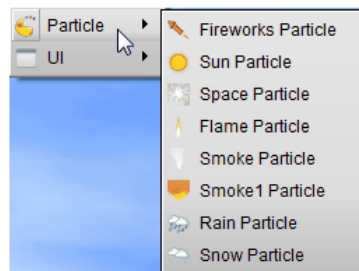 Particle
UI
Fireworks Particle
Sun Particle
Space Particle
Flame Particle
Smoke Particle
Smoke1 Particle
Rain Particle
Snow Particle